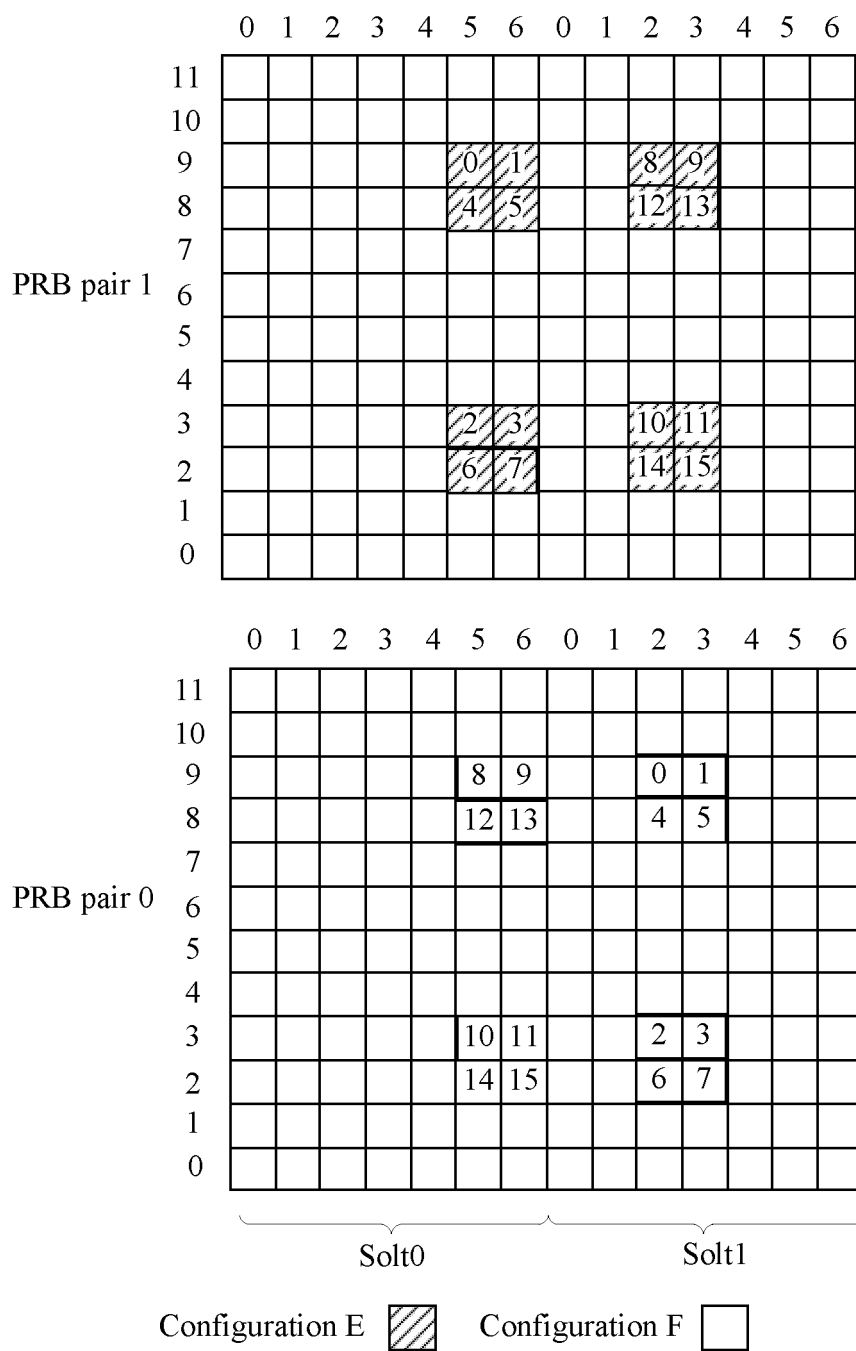 0 1 2 3 4 5 6 0 1 2 3 4 5 6
11
10
9 0 1 8 9
8 4 5 12 13
7
PRB pair 1 6
5
4
3 2 3 10 11
2 6 7 14 15
1
0
0 1 2 3 4 5 6 0 1 2 3 4 5 6
11
10
9 8 9 0 1
8 12 13 4 5
7
PRB pair 0 6
5
4
3 10 11 2 3
2 14 15 6 7
1
0
Solt0 Solt1
Configuration E Configuration F